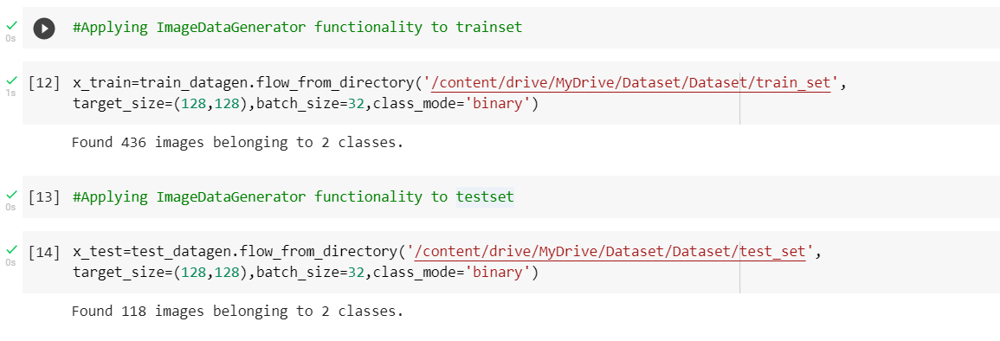 0s #Applying ImageDataGenerator functionality to trainset
1s [12] x_train=train_datagen.flow_from_directory('/content/drive/MyDrive/Dataset/Dataset/train_set',
target_size=(128,128),batch_size=32,class_mode='binary')
Found 436 images belonging to 2 classes.
0s [13] #Applying ImageDataGenerator functionality to testset
0s [14] x_test=test_datagen.flow_from_directory('/content/drive/MyDrive/Dataset/Dataset/test_set',
target_size=(128,128),batch_size=32,class_mode='binary')
Found 118 images belonging to 2 classes.